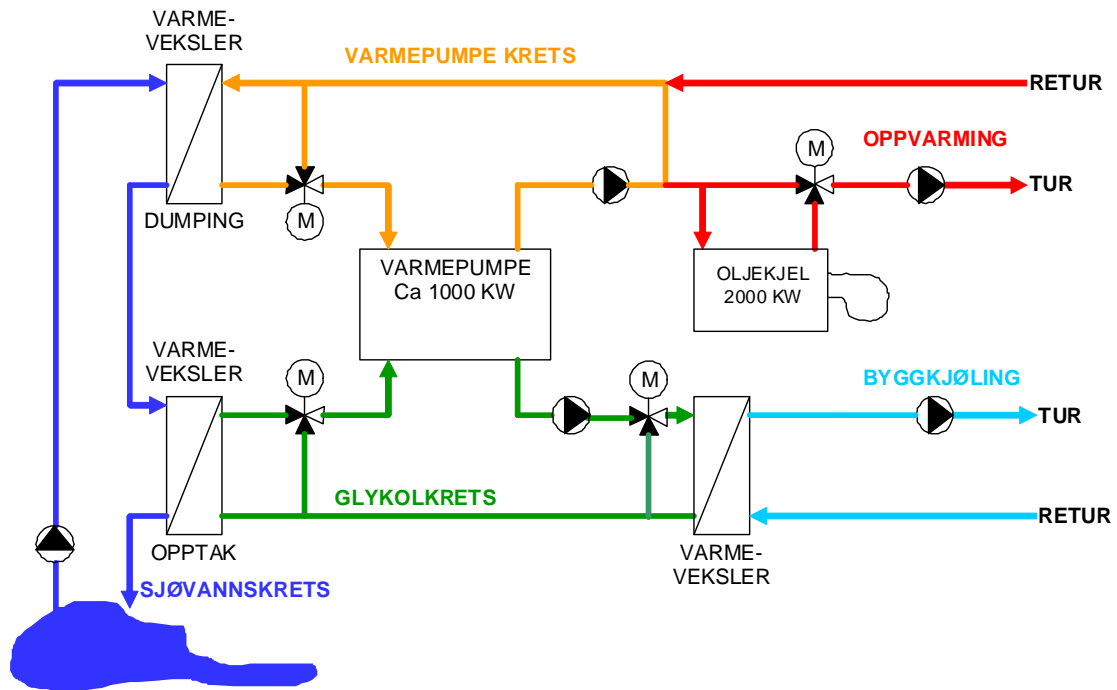 VARME-
VEKSLER
VARMEPUMPE KRETS
RETUR
OPPVARMING
M
TUR
DUMPING
M
VARMEPUMPE
Ca 1000 KW
OLJEKJEL
2000 KW
VARME-
VEKSLER
M
M
BYGGKJØLING
TUR
GLYKOLKRETS
RETUR
OPPTAK
VARME-
VEKSLER
SJØVANNSKRETS